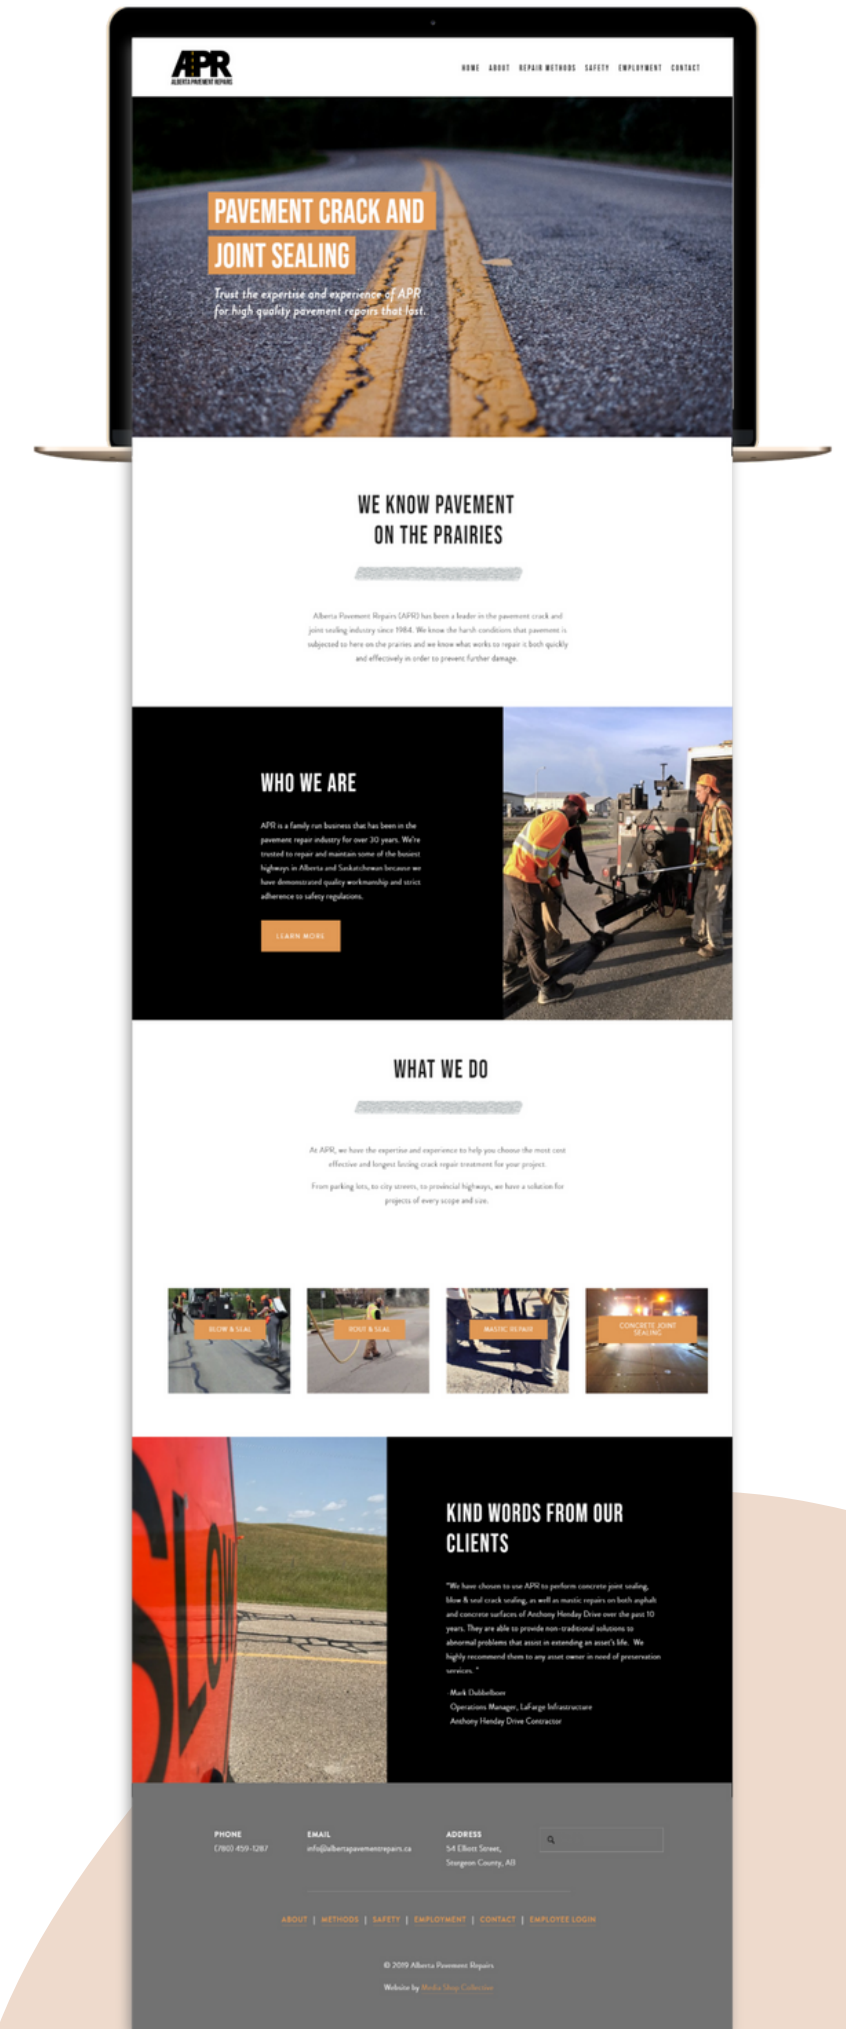 APR
ALBERTA PAVEMENT REPAIRS
HOME ABOUT REPAIR METHODS SAFETY EMPLOYMENT CONTACT
PAVEMENT CRACK AND
JOINT SEALING
Trust the expertise and experience of APR
for high quality pavement repairs that last.
WE KNOW PAVEMENT
ON THE PRAIRIES
Alberta Pavement Repairs (APR) has been a leader in the pavement crack and
joint sealing industry since 1984. We know the harsh conditions that pavement is
subjected to here on the prairies and we know what works to repair it both quickly
and effectively in order to prevent further damage.
WHO WE ARE
APR is a family run business that has been in the
pavement repair industry for over 30 years. We're
trusted to repair and maintain some of the busiest
highways in Alberta and Saskatchewan because we
have demonstrated quality workmanship and strict
adherence to safety regulations.
LEARN MORE
WHAT WE DO
At APR, we have the expertise and experience to help you choose the most cost
effective and longest lasting crack repair treatment for your project.
From parking lots, to city streets, to provincial highways, we have a solution for
projects of every scope and size.
BLOW & SEAL
ROUT & SEAL
MASTIC REPAIR
CONCRETE JOINT
SEALING
SLOW
KIND WORDS FROM OUR
CLIENTS
"We have chosen to use APR to perform concrete joint sealing,
blow & seal crack sealing, as well as mastic repairs on both asphalt
and concrete surfaces of Anthony Henday Drive over the past 10
years. They are able to provide non-traditional solutions to
abnormal problems that assist in extending an asset's life. We
highly recommend them to any asset owner in need of preservation
services. "
-Mark Dubbelboer
Operations Manager, LaFarge Infrastructure
Anthony Henday Drive Contractor
PHONE
(780) 459-1287
EMAIL
info@albertapavementrepairs.ca
ADDRESS
54 Elliott Street,
Sturgeon County, AB
ABOUT | METHODS | SAFETY | EMPLOYMENT | CONTACT | EMPLOYEE LOGIN
© 2019 Alberta Pavement Repairs
Website by Media Shop Collective